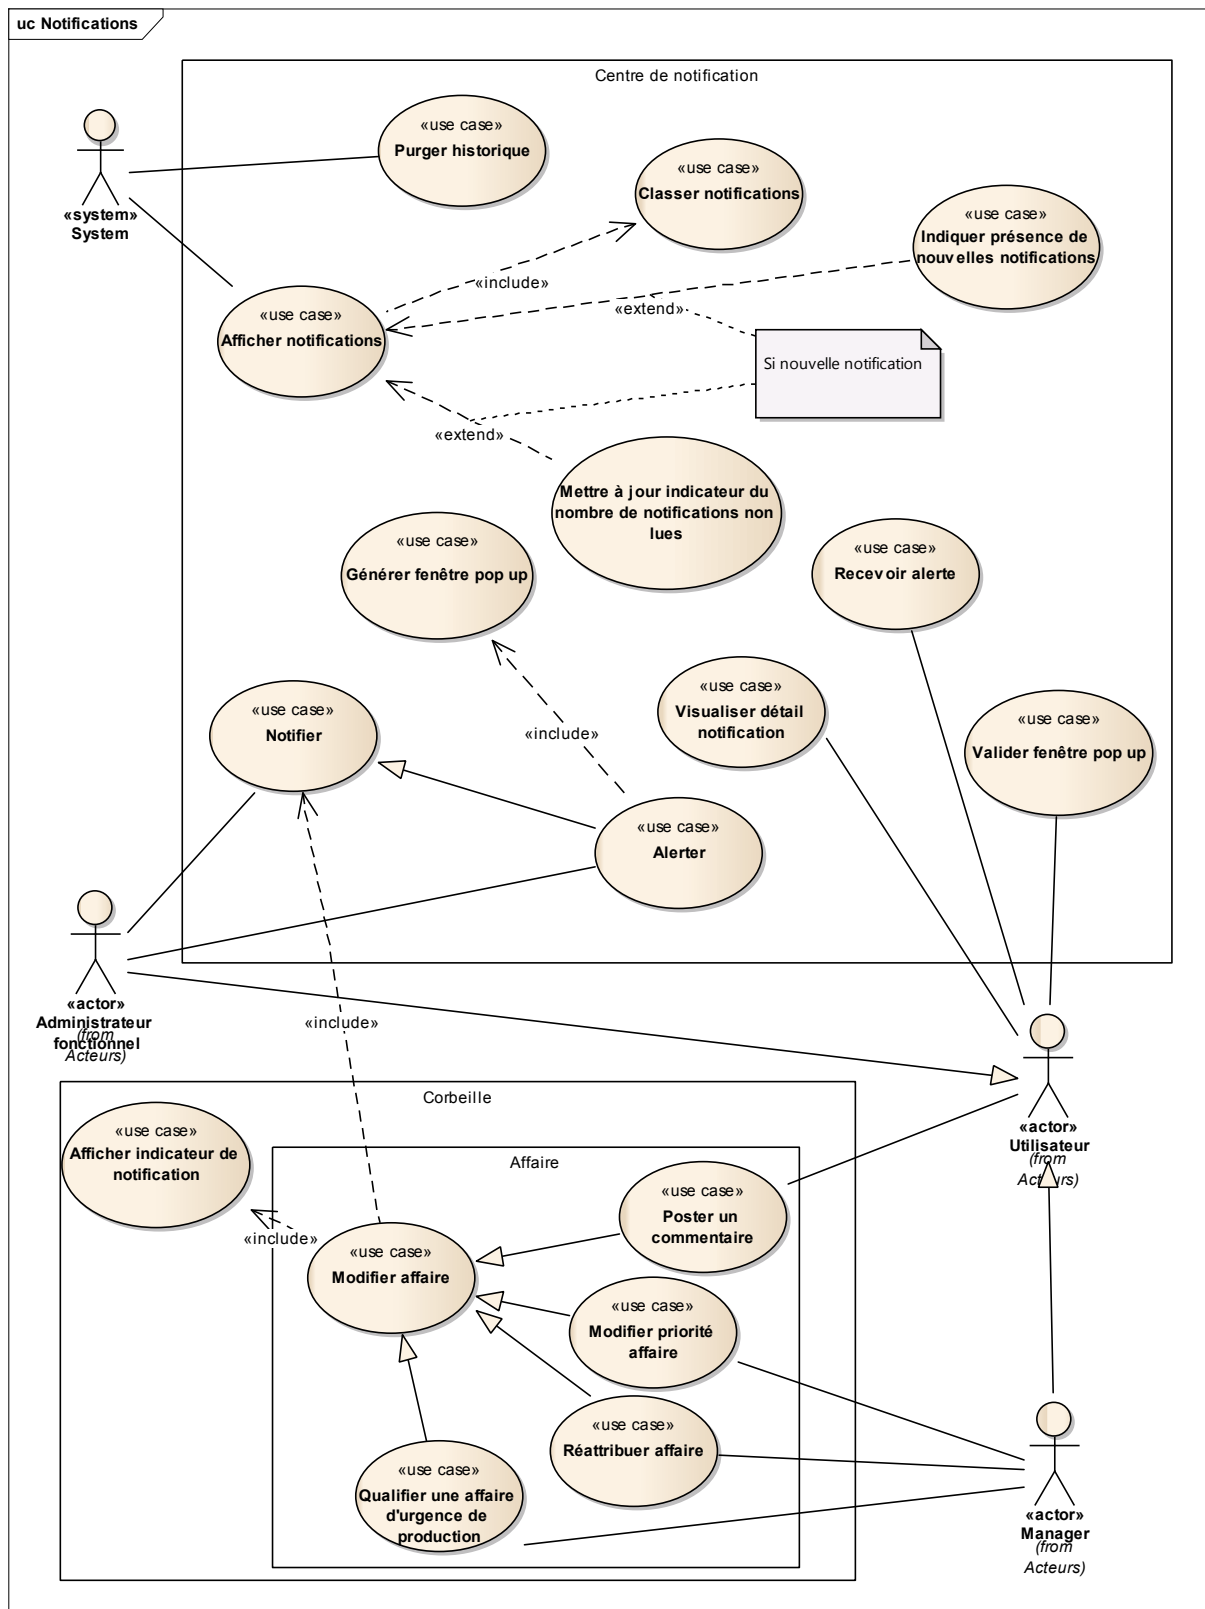 uc Notifications
Centre de notification
«use case»
Purger historique
«use case»
Classer notifications
«use case»
Indiquer présence de
nouvelles notifications
«system»
System
«include»
«use case»
Afficher notifications
«extend»
Si nouvelle notification
«extend»
Mettre à jour indicateur du
nombre de notifications non
lues
«use case»
Générer fenêtre pop up
«use case»
Recevoir alerte
«use case»
Visualiser détail
notification
«use case»
Notifier
«use case»
Valider fenêtre pop up
«include»
«use case»
Alerter
«actor»
Administrateur
fonctionnel
(from
Acteurs)
«include»
«actor»
Utilisateur
(from
Acteurs)
Corbeille
«use case»
Afficher indicateur de
notification
Affaire
«use case»
Poster un
commentaire
«include»
«use case»
Modifier affaire
«use case»
Modifier priorité
affaire
«use case»
Réattribuer affaire
«use case»
Qualifier une affaire
d'urgence de
production
«actor»
Manager
(from
Acteurs)